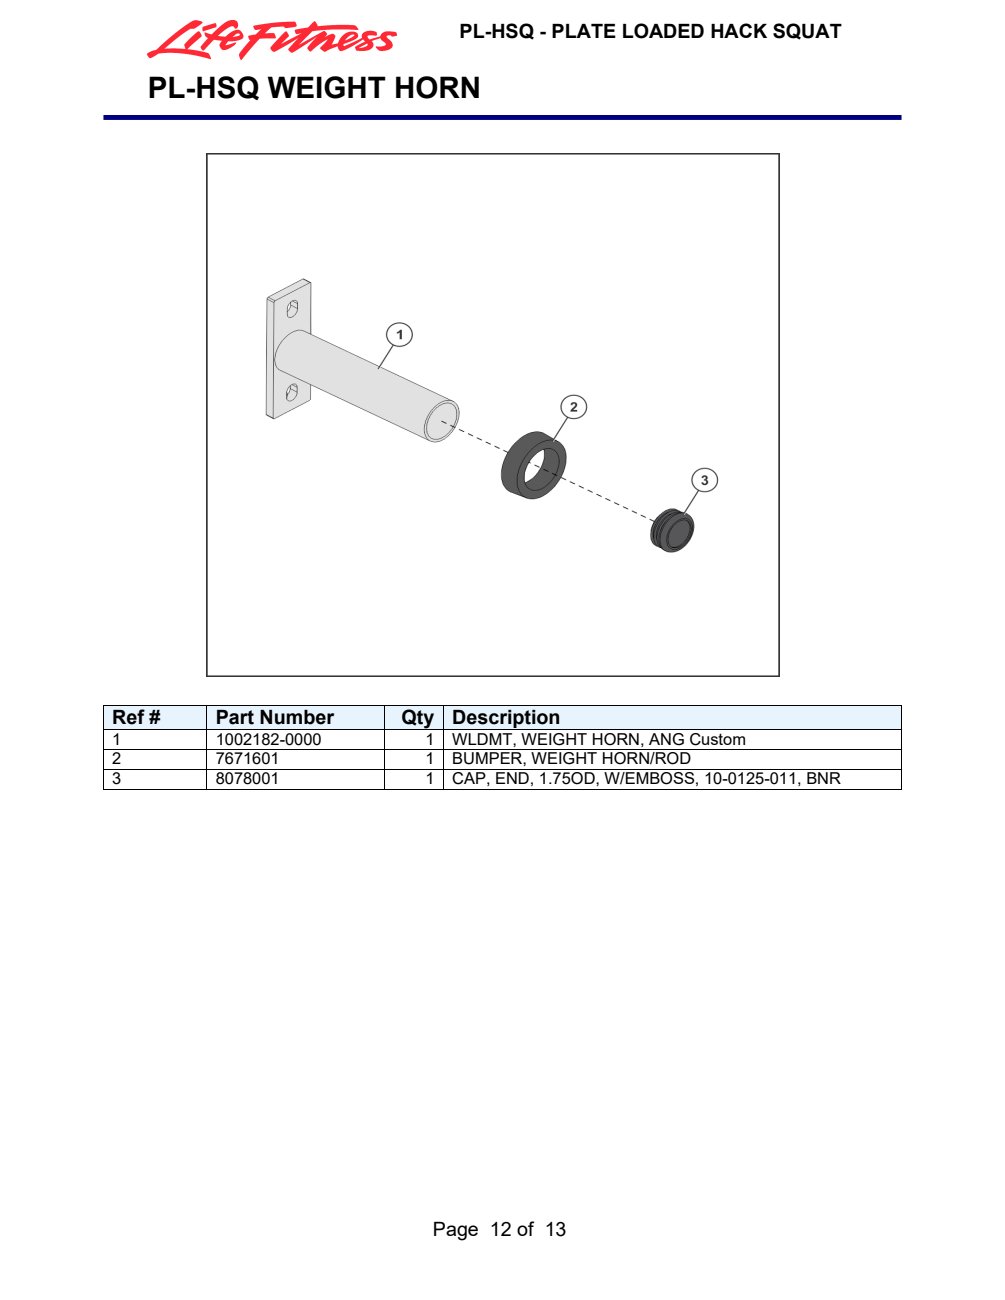 Life Fitness
PL-HSQ - PLATE LOADED HACK SQUAT
PL-HSQ WEIGHT HORN
1
2
3
Ref # Part Number Qty Description
1 1002182-0000 1 WLDMT, WEIGHT HORN, ANG Custom
2 7671601 1 BUMPER, WEIGHT HORN/ROD
3 8078001 1 CAP, END, 1.75OD, W/EMBOSS, 10-0125-011, BNR
Page 12 of 13